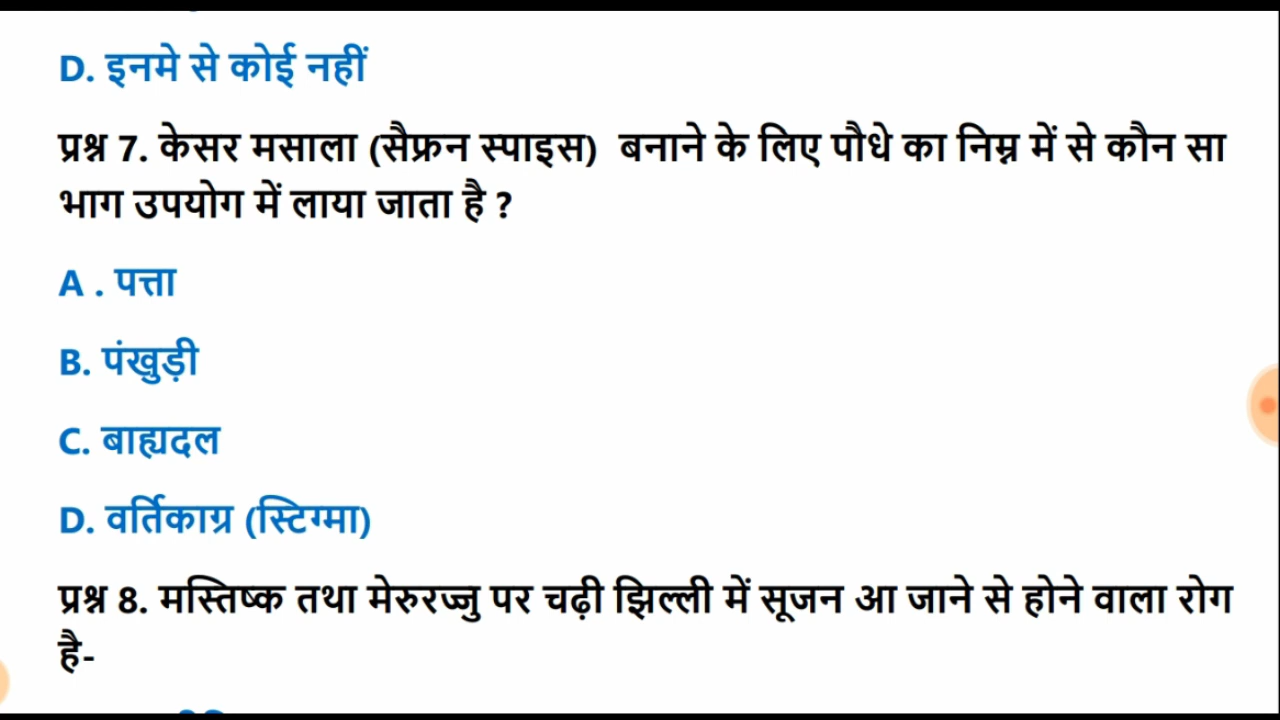 D. इनमे से कोई नहीं
प्रश्न 7. केसर मसाला (सैफ्रन स्पाइस) बनाने के लिए पौधे का निम्न में से कौन सा
भाग उपयोग में लाया जाता है ?
A . पत्ता
B. पंखुड़ी
C. बाह्यदल
D. वर्तिकाग्र (स्टिग्मा)
प्रश्न 8. मस्तिष्क तथा मेरुरज्जु पर चढ़ी झिल्ली में सूजन आ जाने से होने वाला रोग
है-